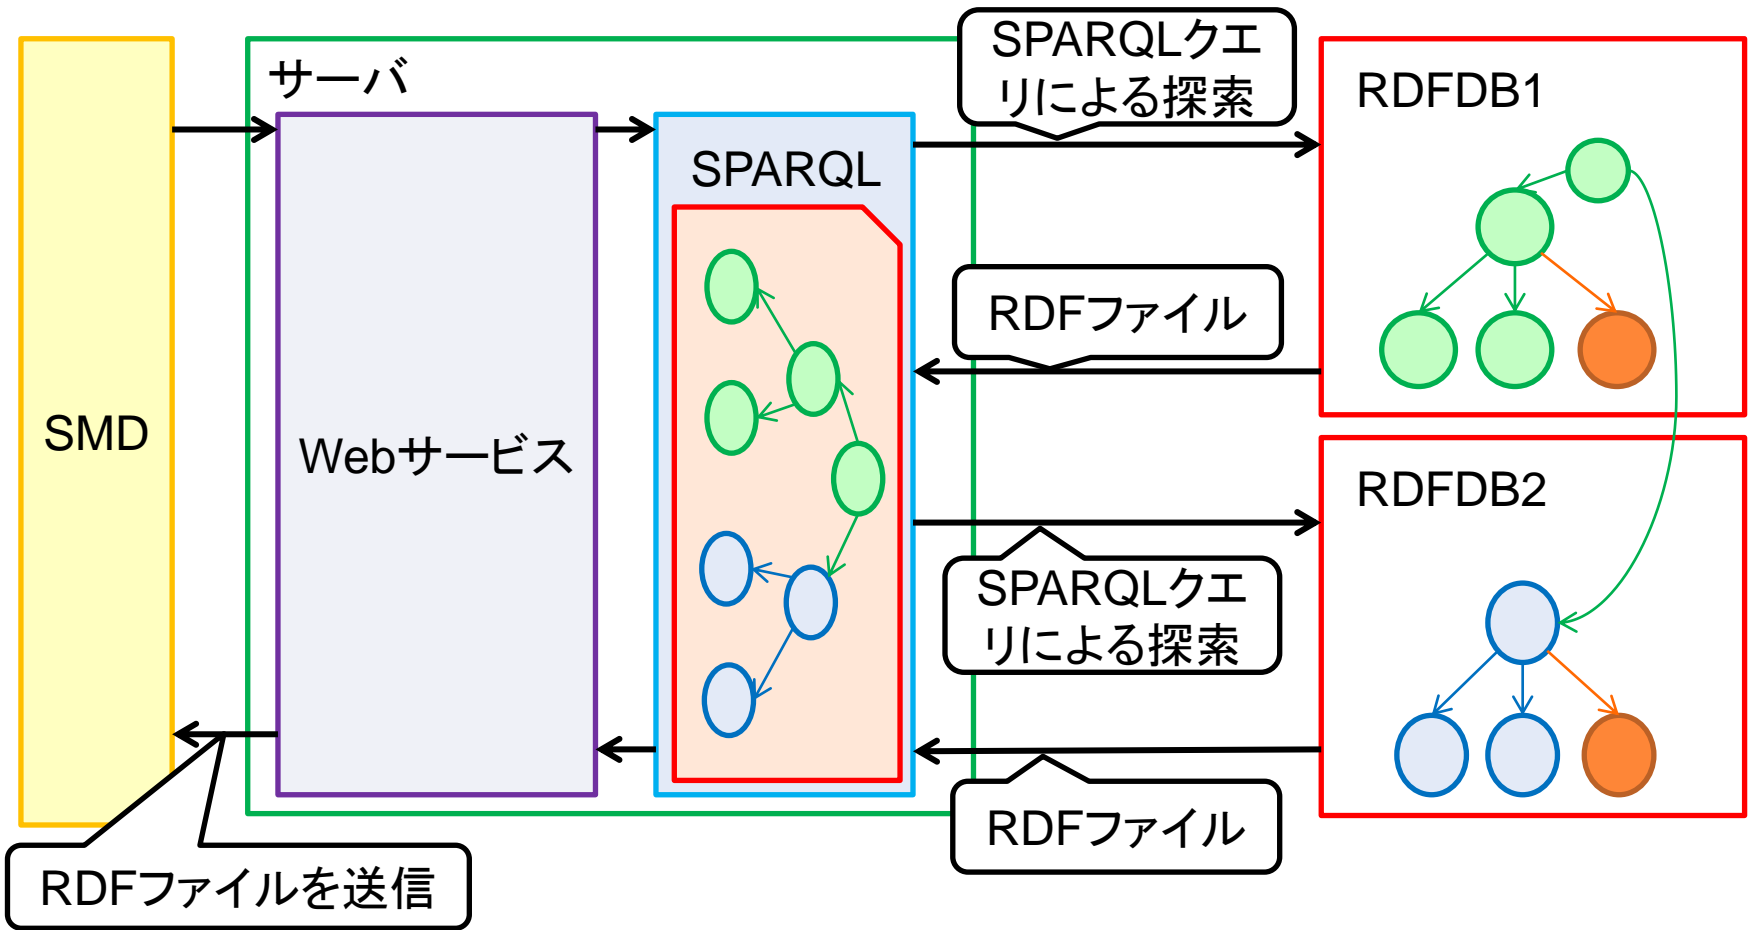 サーバ
SMD
Webサービス
SPARQL
SPARQLクエ
リによる探索
RDFファイル
SPARQLクエ
リによる探索
RDFファイル
RDFDB1
RDFDB2
RDFファイルを送信